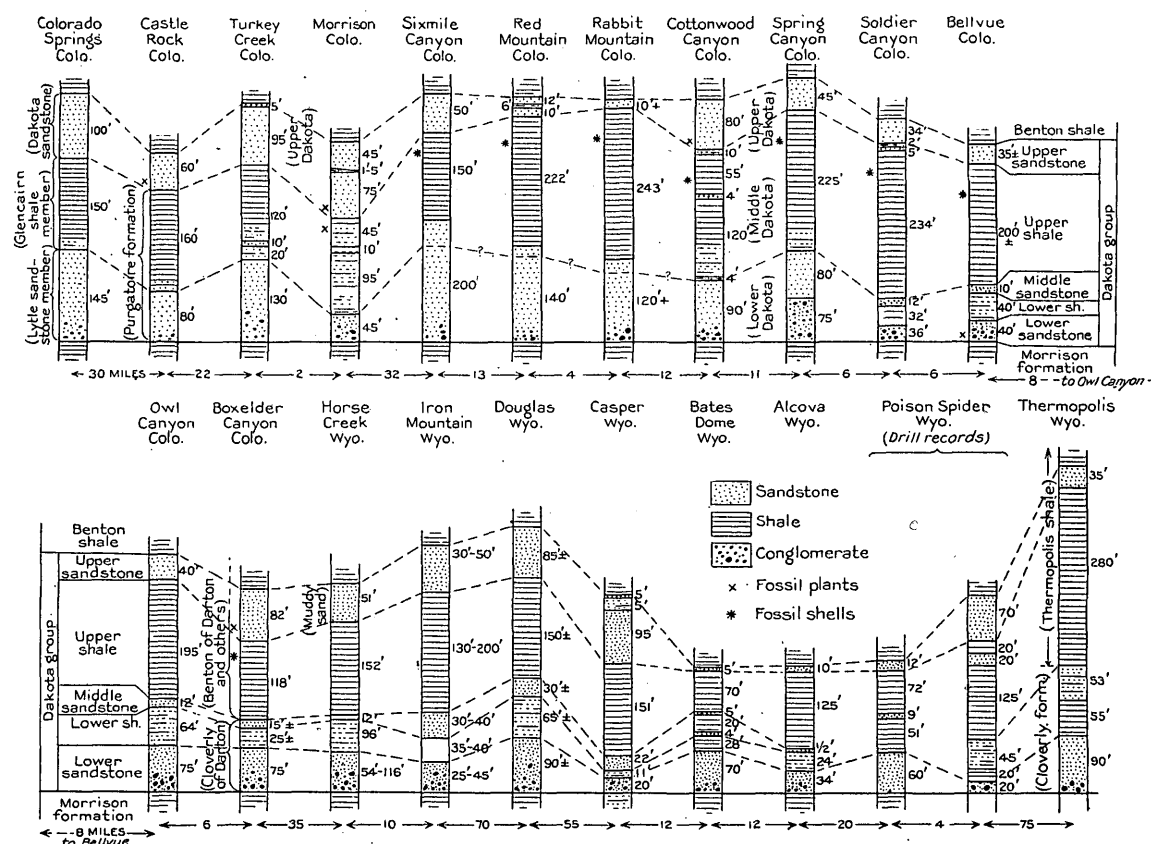 Colorado Springs Colo.
Castle Rock Colo.
Turkey Creek Colo.
Morrison Colo.
Sixmile Canyon Colo.
Red Mountain Colo.
Rabbit Mountain Colo.
Cottonwood Canyon Colo.
Spring Canyon Colo.
Soldier Canyon Colo.
Bellvue Colo.
(Dakota sandstone)
(Glencairn shale member)
(Lytle sandstone member)
100'
150'
145'
(Purgatoire formation)
60'
160'
80'
5'
95'
120'
10'
20'
130'
(Upper Dakota)
45'
1-5'
75'
45'
10'
95'
45'
50'
150'
200'
12'
6'
10'
222'
140'
10'+
243'
120'+
80'
10'
55'
4'
120'
4'
90'
(Upper Dakota)
(Middle Dakota)
(Lower Dakota)
45'
225'
80'
75'
34'
2'
5'
234'
12'
32'
36'
35'±
200'±
10'
40'
40'
?
?
?
Benton shale
Upper sandstone
Upper shale
Middle sandstone
Lower sh.
Lower sandstone
Morrison formation
Dakota group
30 MILES
22
2
32
13
4
12
11
6
6
8 -- to Owl Canyon
Owl Canyon Colo.
Boxelder Canyon Colo.
Horse Creek Wyo.
Iron Mountain Wyo.
Douglas Wyo.
Casper Wyo.
Bates Dome Wyo.
Alcova Wyo.
Poison Spider Wyo.
(Drill records)
Thermopolis Wyo.
Sandstone
Shale
Conglomerate
x Fossil plants
* Fossil shells
Benton shale
Upper sandstone
Upper shale
Middle sandstone
Lower sh.
Lower sandstone
Morrison formation
Dakota group
40'
195'
12'
64'
75'
(Benton of Darton and others)
(Cloverly of Darton)
82'
118'
15'±
25'±
75'
(Muddy sand)
51'
152'
12'
96'
54-116'
30'-50'
130-200'
30'-40'
35'-40'
25'-45'
85'±
150'±
30'±
65'±
90'±
5'
5'
95'
151'
22'
11'
20'
5'
70'
5'
20'
4'
28'
70'
10'
125'
½'
24'
34'
12'
72'
9'
51'
60'
70'
20'
20'
125'
45'
20'
20'
(Thermopolis shale)
(Cloverly form.)
35'
280'
53'
55'
90'
8 MILES to Bellvue
6
35
10
70
55
12
12
20
4
75